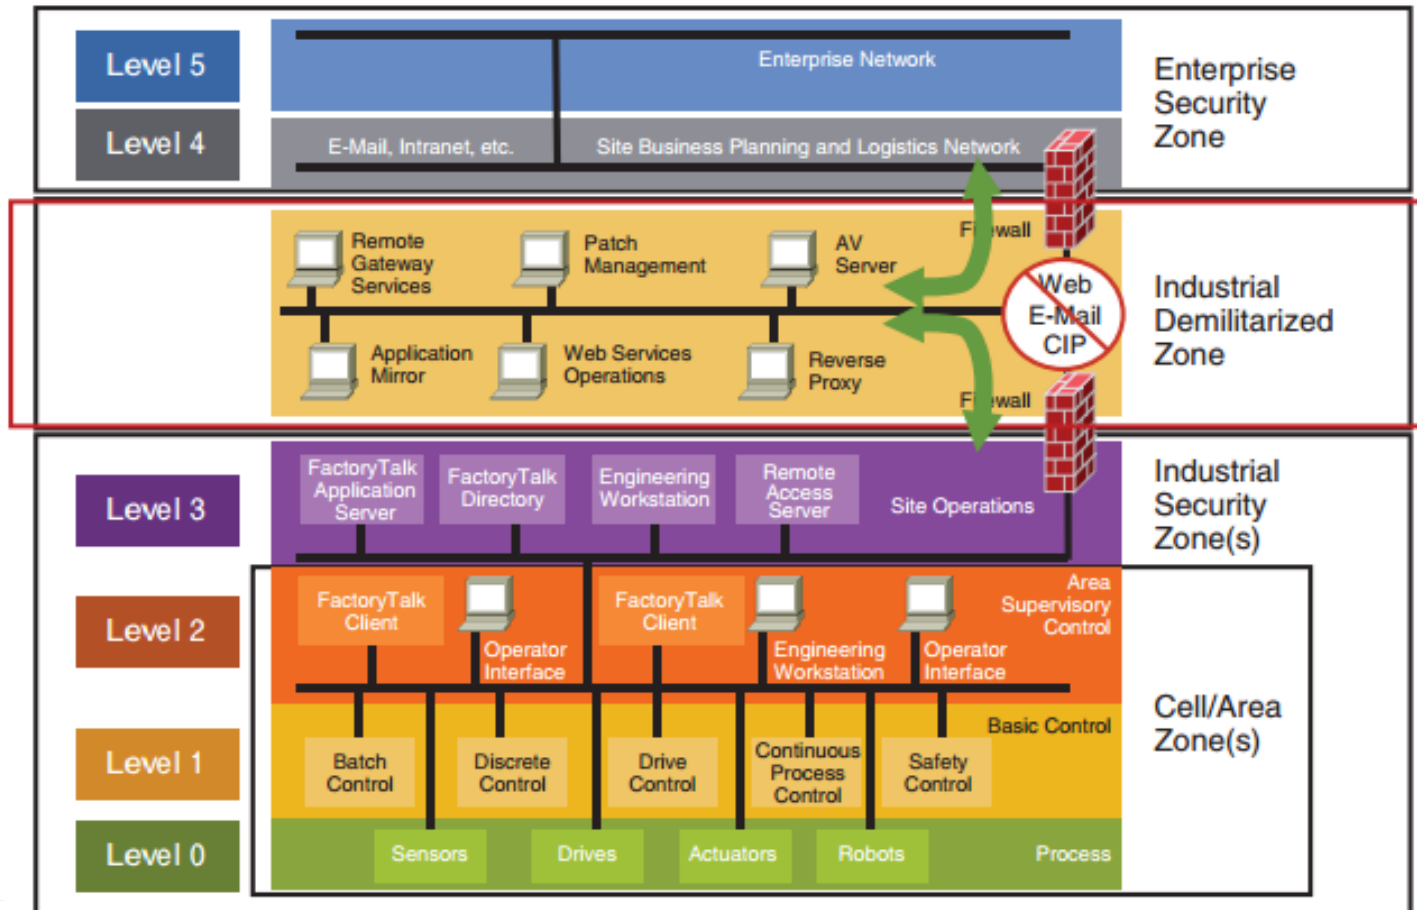 Level 5
Enterprise Network
Enterprise
Security
Zone
Level 4
E-Mail, Intranet, etc.
Site Business Planning and Logistics Network
Firewall
Remote
Gateway
Services
Patch
Management
AV
Server
Web
E-Mail
CIP
Industrial
Demilitarized
Zone
Application
Mirror
Web Services
Operations
Reverse
Proxy
Firewall
Level 3
FactoryTalk
Application
Server
FactoryTalk
Directory
Engineering
Workstation
Remote
Access
Server
Site Operations
Industrial
Security
Zone(s)
Level 2
FactoryTalk
Client
Operator
Interface
FactoryTalk
Client
Engineering
Workstation
Operator
Interface
Area
Supervisory
Control
Cell/Area
Zone(s)
Level 1
Basic Control
Batch
Control
Discrete
Control
Drive
Control
Continuous
Process
Control
Safety
Control
Level 0
Sensors
Drives
Actuators
Robots
Process